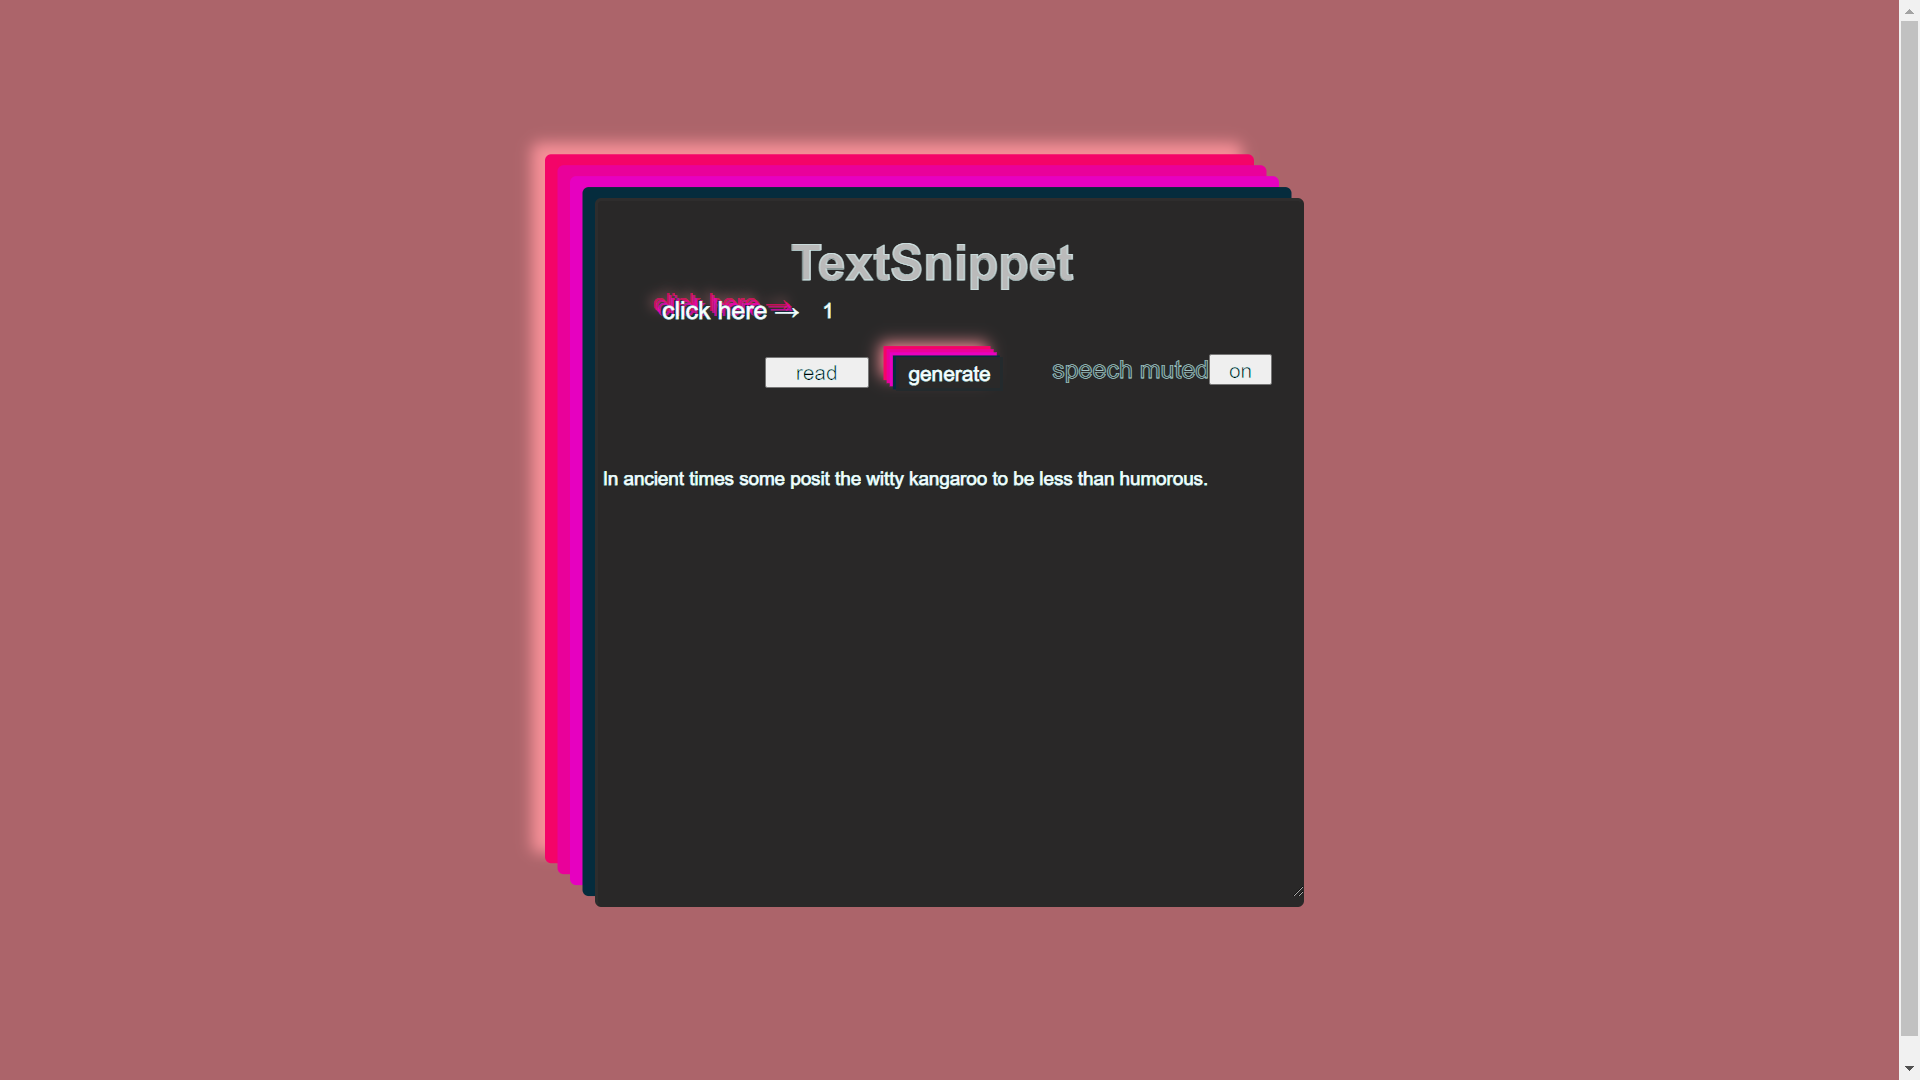 TextSnippet
click here → 1
read generate speech muted on
In ancient times some posit the witty kangaroo to be less than humorous.